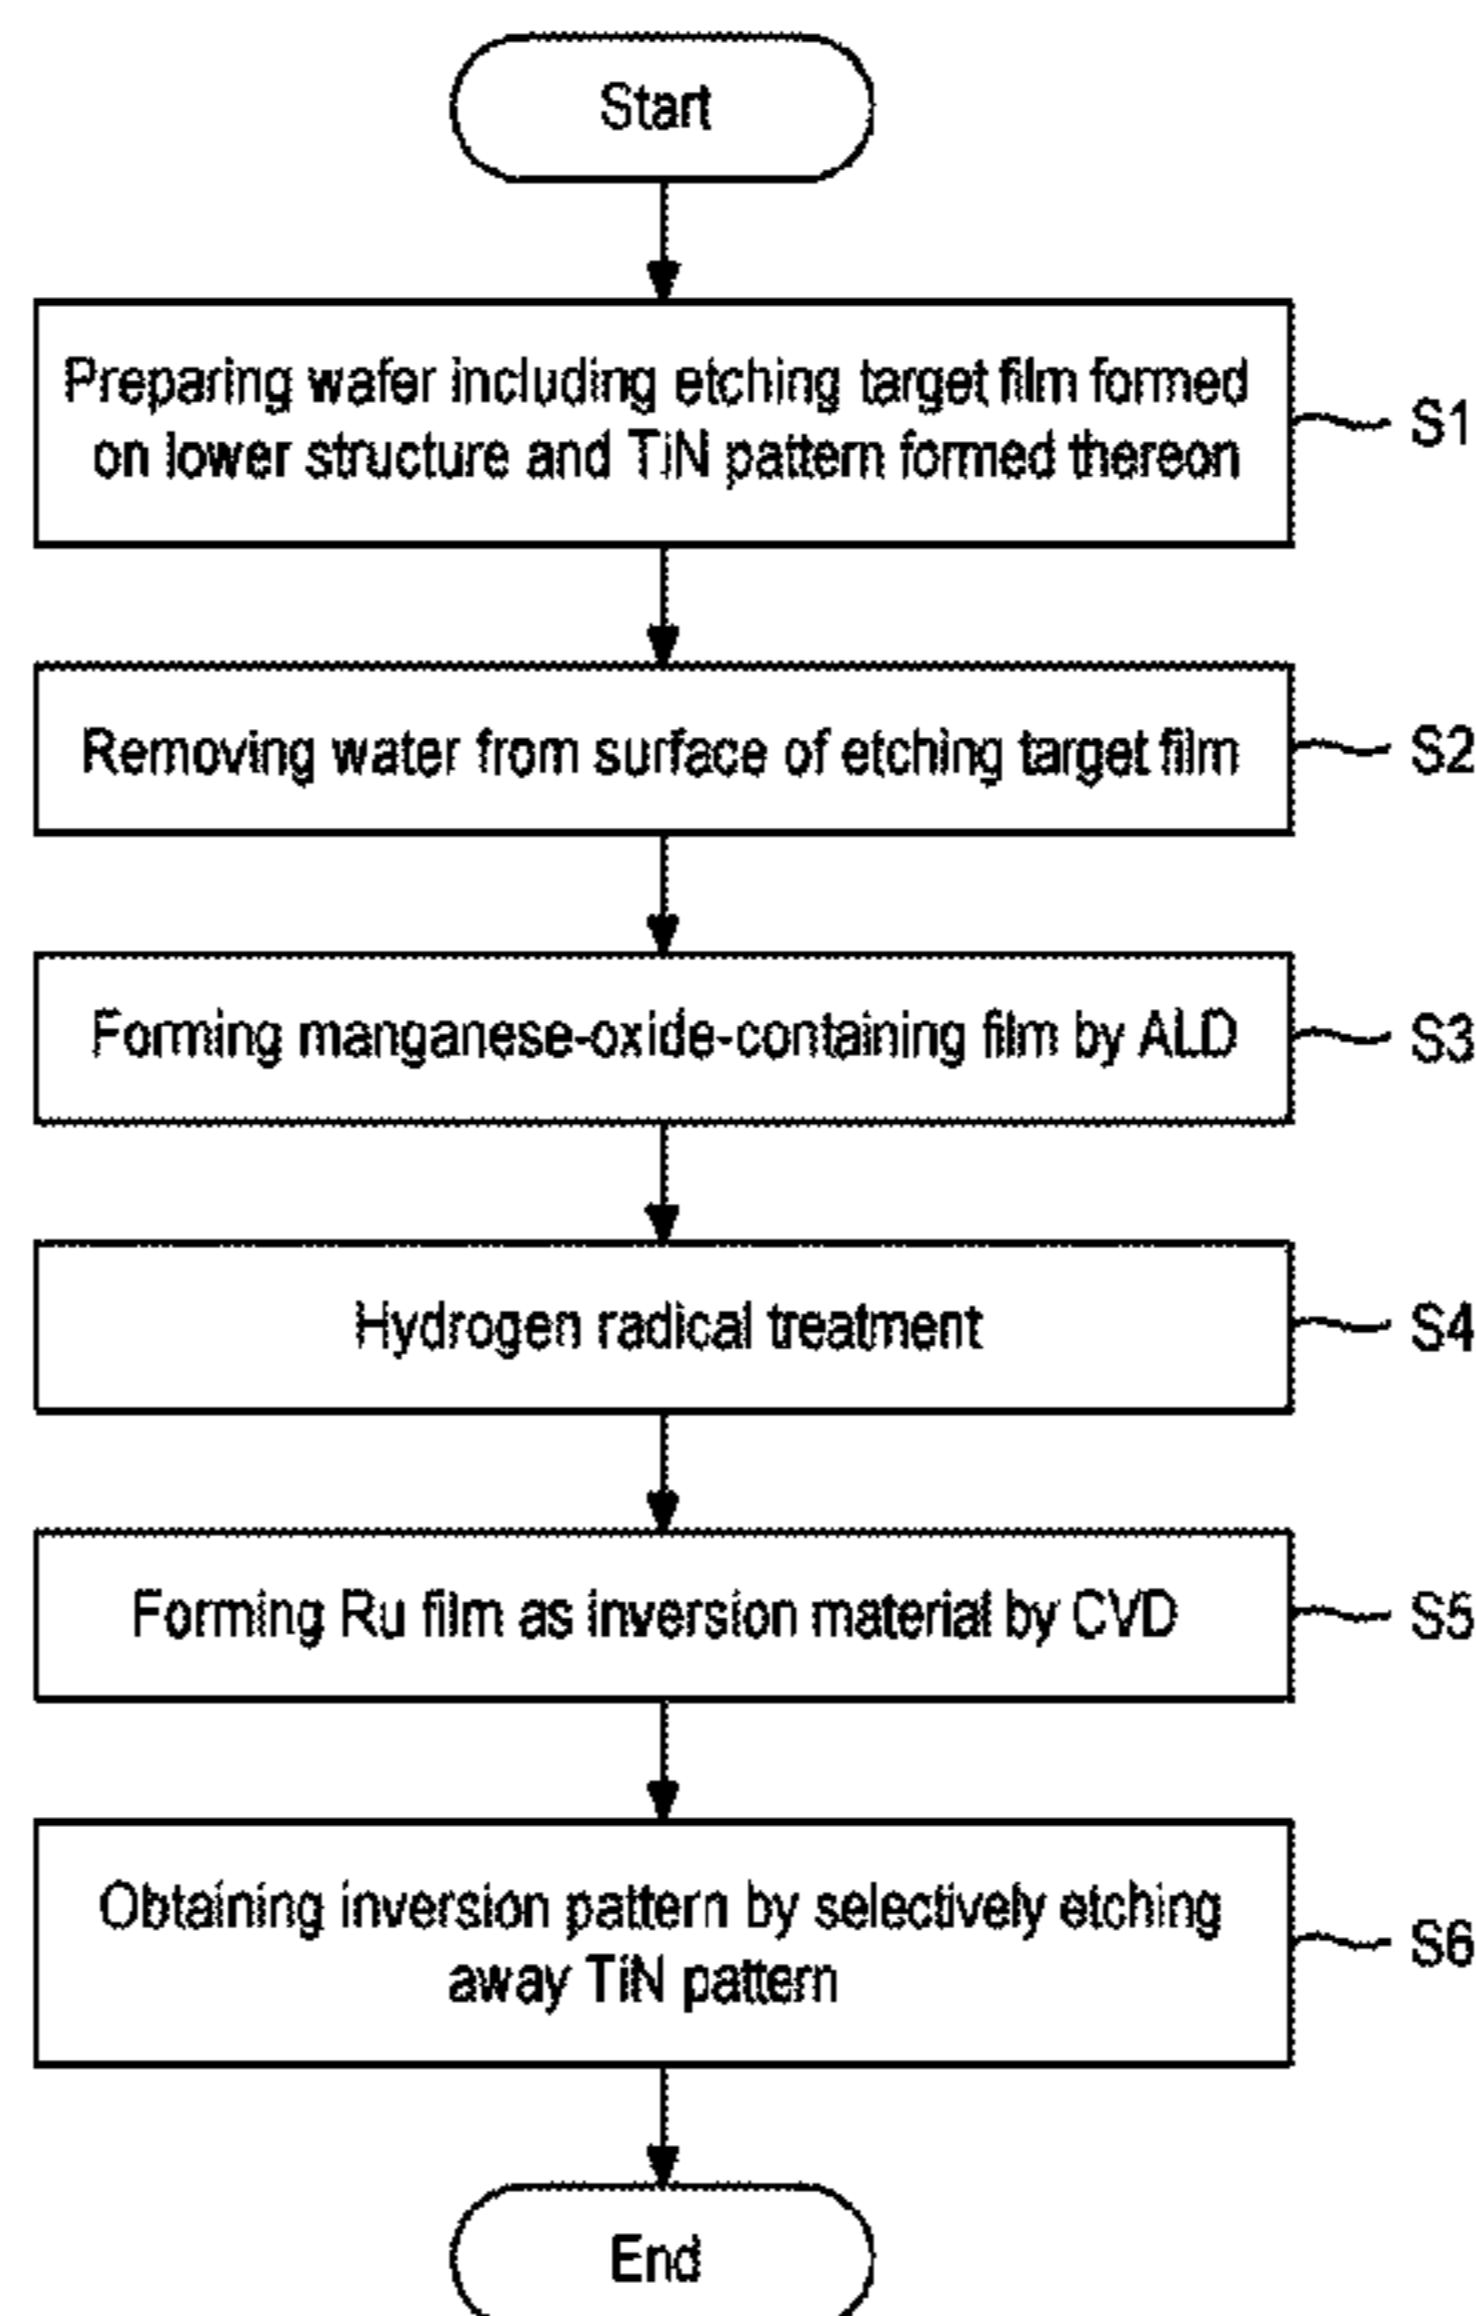 Start
Preparing wafer including etching target film formed
on lower structure and TiN pattern formed thereon
S1
Removing water from surface of etching target film
S2
Forming manganese-oxide-containing film by ALD
S3
Hydrogen radical treatment
S4
Forming Ru film as inversion material by CVD
S5
Obtaining inversion pattern by selectively etching
away TiN pattern
S6
End